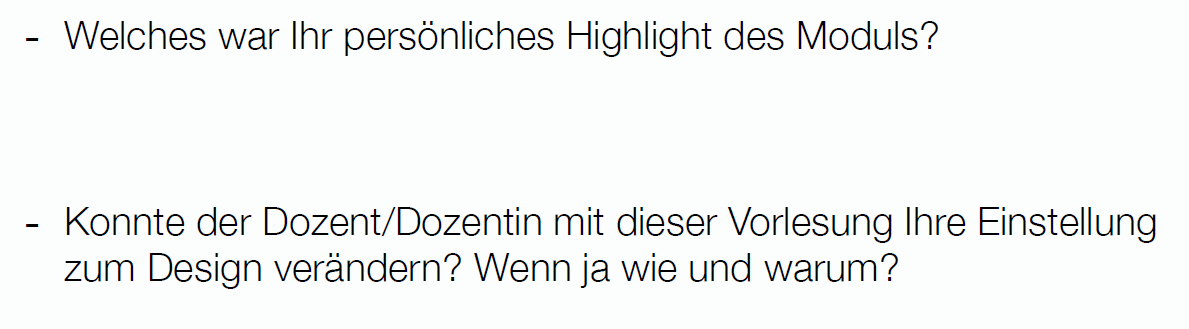 - Welches war Ihr persönliches Highlight des Moduls?
- Konnte der Dozent/Dozentin mit dieser Vorlesung Ihre Einstellung
zum Design verändern? Wenn ja wie und warum?